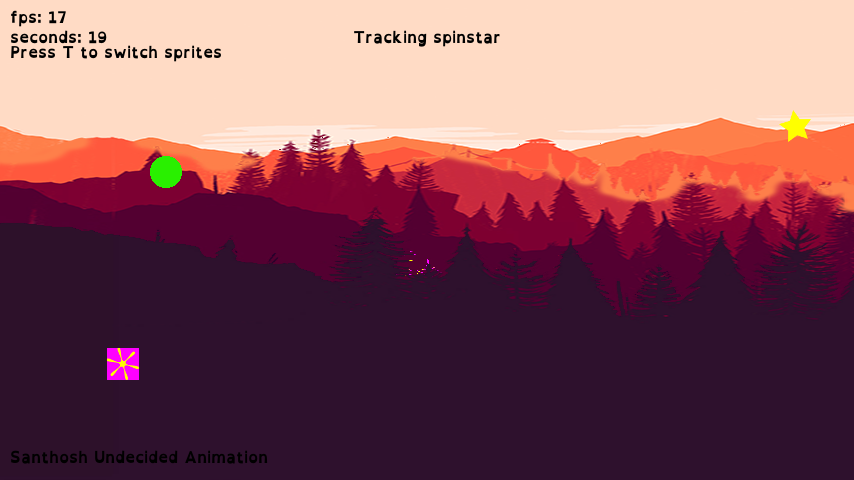 fps: 17
seconds: 19
Press T to switch sprites
Tracking spinstar
Santhosh Undecided Animation